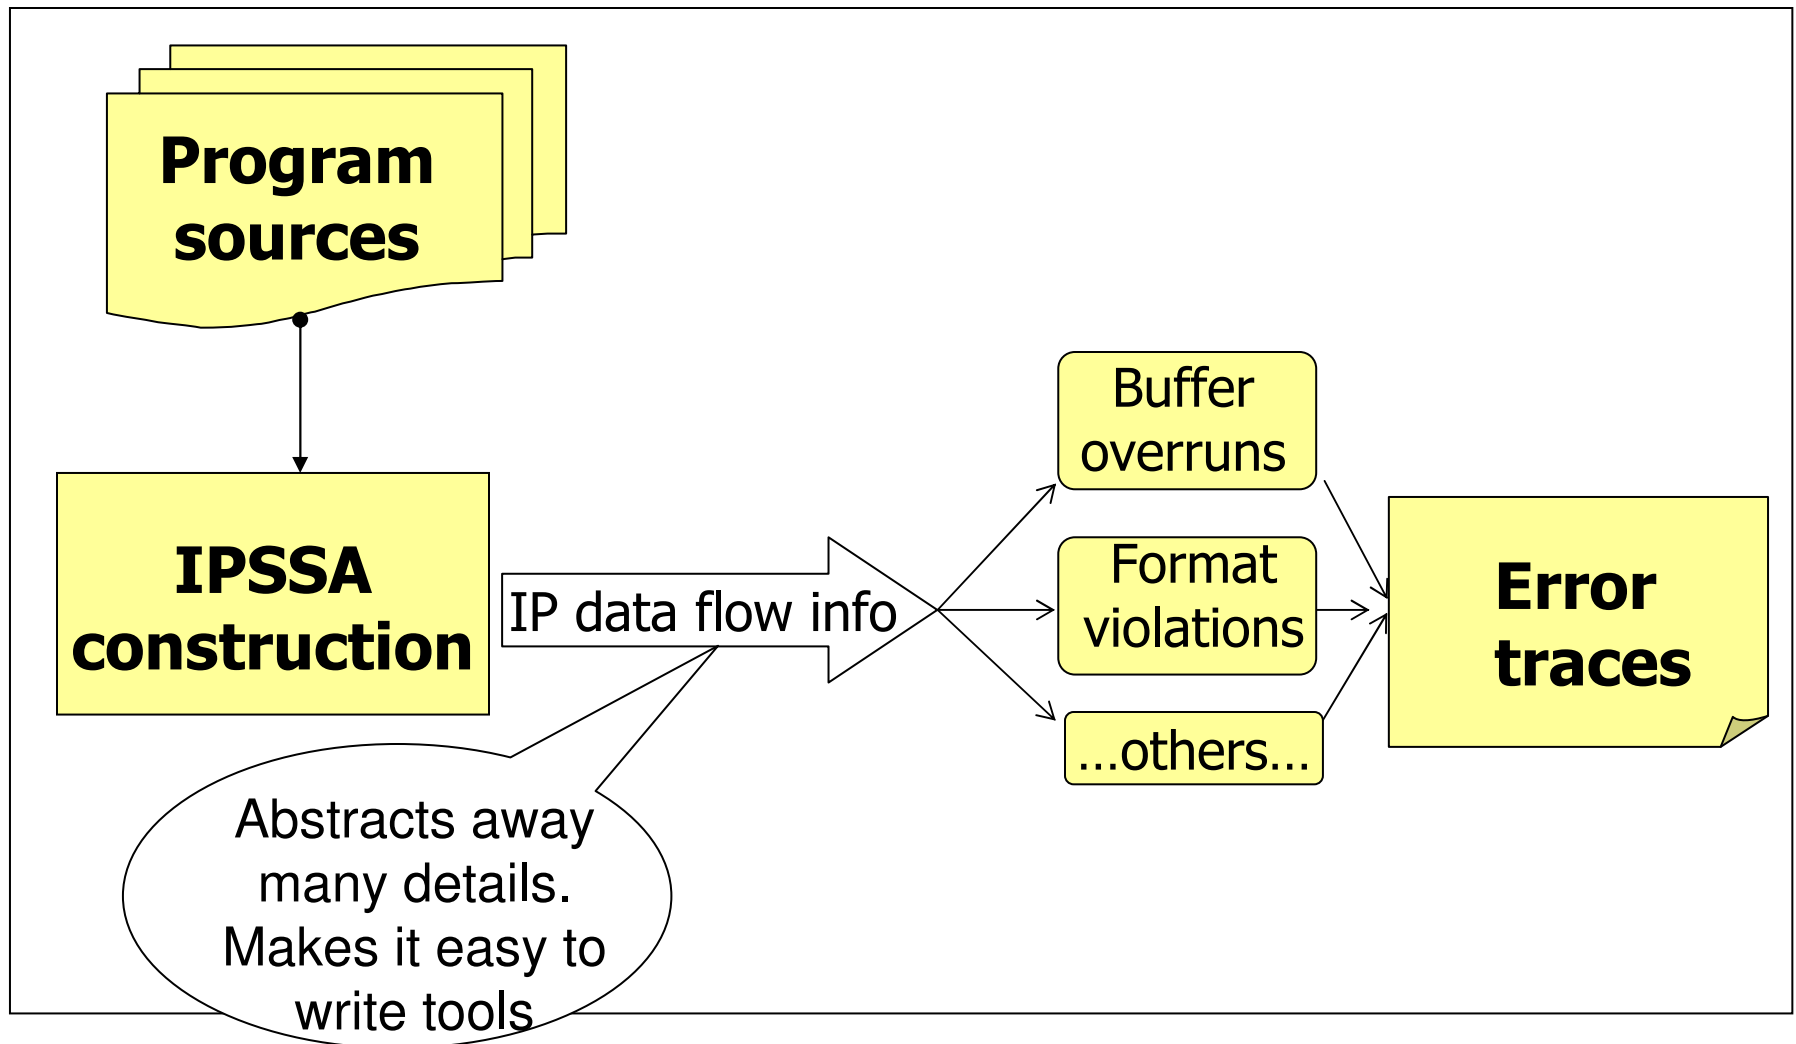 Program
sources
IPSSA
construction
IP data flow info
Buffer
overruns
Format
violations
...others...
Error
traces
Abstracts away
many details.
Makes it easy to
write tools